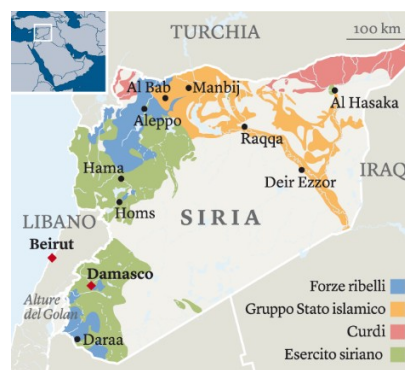 TURCHIA
100 km
Al Bab
Manbij
Aleppo
Al Hasaka
Raqqa
Hama
Deir Ezzor
IRAQ
Homs
SIRIA
LIBANO
Beirut
Damasco
Alture
del Golan
Daraa
Forze ribelli
Gruppo Stato islamico
Curdi
Esercito siriano